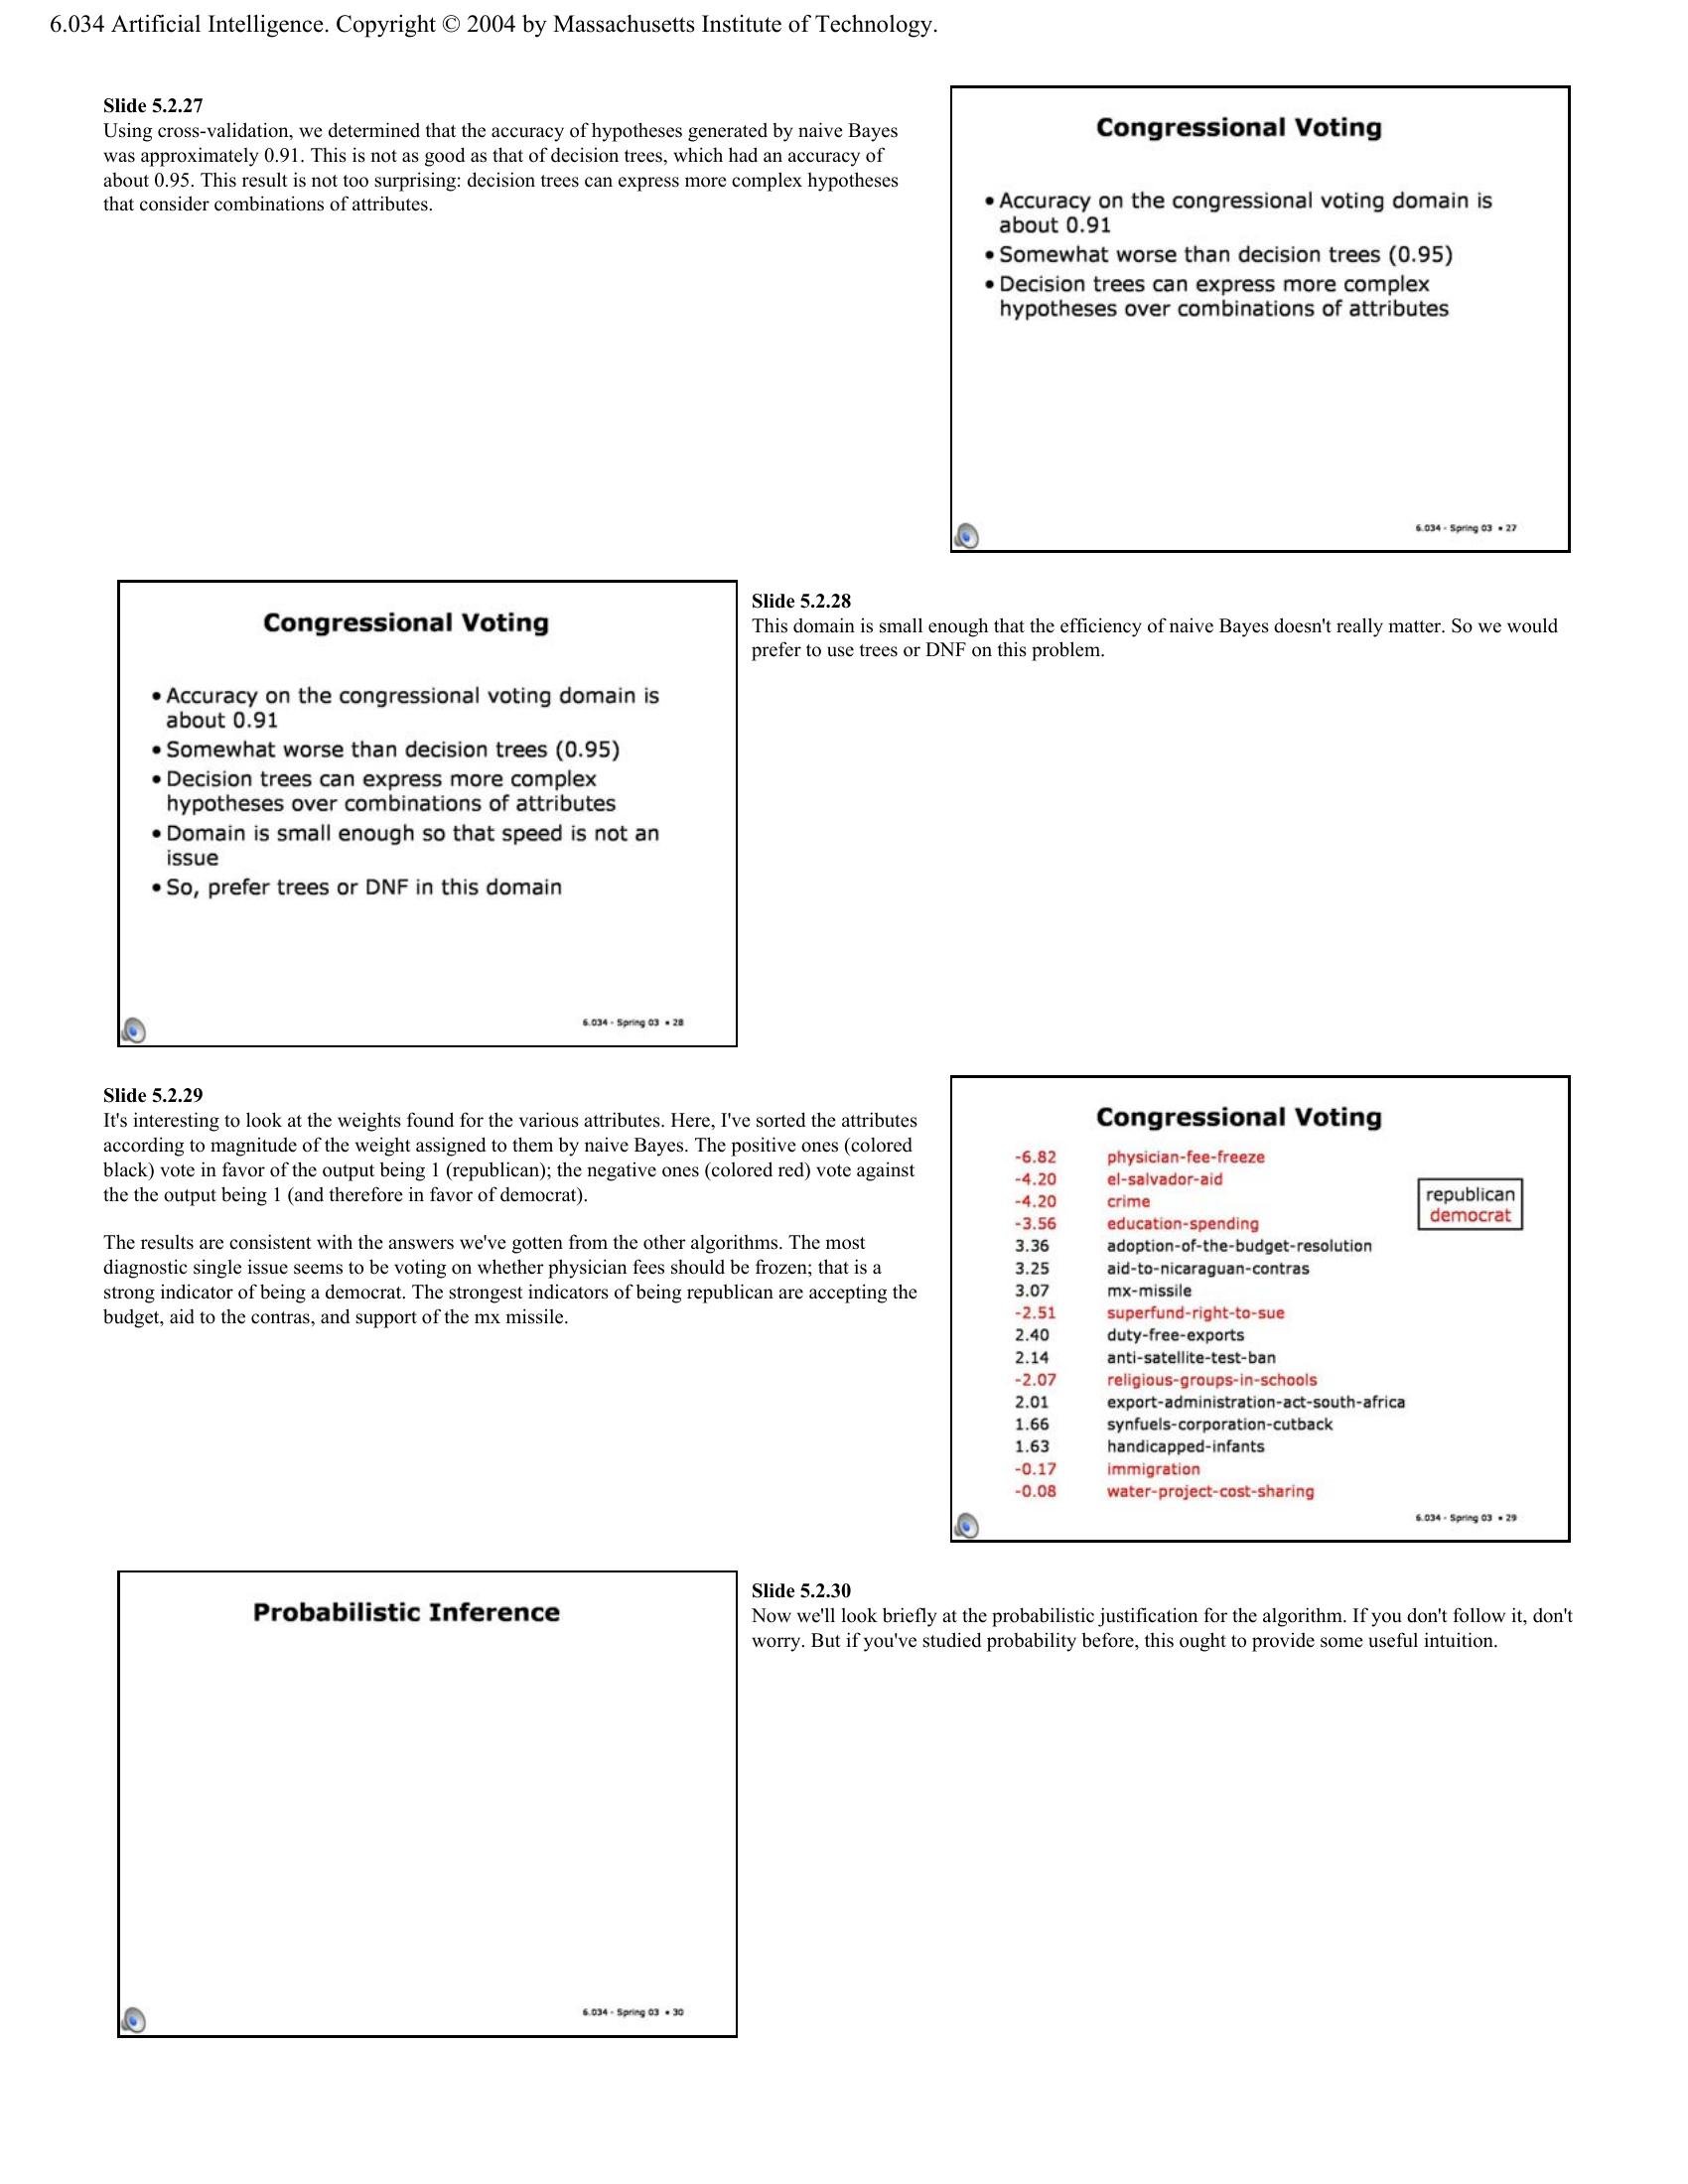 6.034 Artificial Intelligence. Copyright © 2004 by Massachusetts Institute of Technology.
Slide 5.2.27
Using cross-validation, we determined that the accuracy of hypotheses generated by naive Bayes
was approximately 0.91. This is not as good as that of decision trees, which had an accuracy of
about 0.95. This result is not too surprising: decision trees can express more complex hypotheses
that consider combinations of attributes.
Congressional Voting
• Accuracy on the congressional voting domain is
about 0.91
• Somewhat worse than decision trees (0.95)
• Decision trees can express more complex
hypotheses over combinations of attributes
6.034 - Spring 03 • 27
Congressional Voting
• Accuracy on the congressional voting domain is
about 0.91
• Somewhat worse than decision trees (0.95)
• Decision trees can express more complex
hypotheses over combinations of attributes
• Domain is small enough so that speed is not an
issue
• So, prefer trees or DNF in this domain
6.034 - Spring 03 • 28
Slide 5.2.28
This domain is small enough that the efficiency of naive Bayes doesn't really matter. So we would
prefer to use trees or DNF on this problem.
Slide 5.2.29
It's interesting to look at the weights found for the various attributes. Here, I've sorted the attributes
according to magnitude of the weight assigned to them by naive Bayes. The positive ones (colored
black) vote in favor of the output being 1 (republican); the negative ones (colored red) vote against
the the output being 1 (and therefore in favor of democrat).
The results are consistent with the answers we've gotten from the other algorithms. The most
diagnostic single issue seems to be voting on whether physician fees should be frozen; that is a
strong indicator of being a democrat. The strongest indicators of being republican are accepting the
budget, aid to the contras, and support of the mx missile.
Congressional Voting
-6.82 physician-fee-freeze
-4.20 el-salvador-aid
-4.20 crime
-3.56 education-spending
3.36 adoption-of-the-budget-resolution
3.25 aid-to-nicaraguan-contras
3.07 mx-missile
-2.51 superfund-right-to-sue
2.40 duty-free-exports
2.14 anti-satellite-test-ban
-2.07 religious-groups-in-schools
2.01 export-administration-act-south-africa
1.66 synfuels-corporation-cutback
1.63 handicapped-infants
-0.17 immigration
-0.08 water-project-cost-sharing
republican
democrat
6.034 - Spring 03 • 29
Probabilistic Inference
6.034 - Spring 03 • 30
Slide 5.2.30
Now we'll look briefly at the probabilistic justification for the algorithm. If you don't follow it, don't
worry. But if you've studied probability before, this ought to provide some useful intuition.